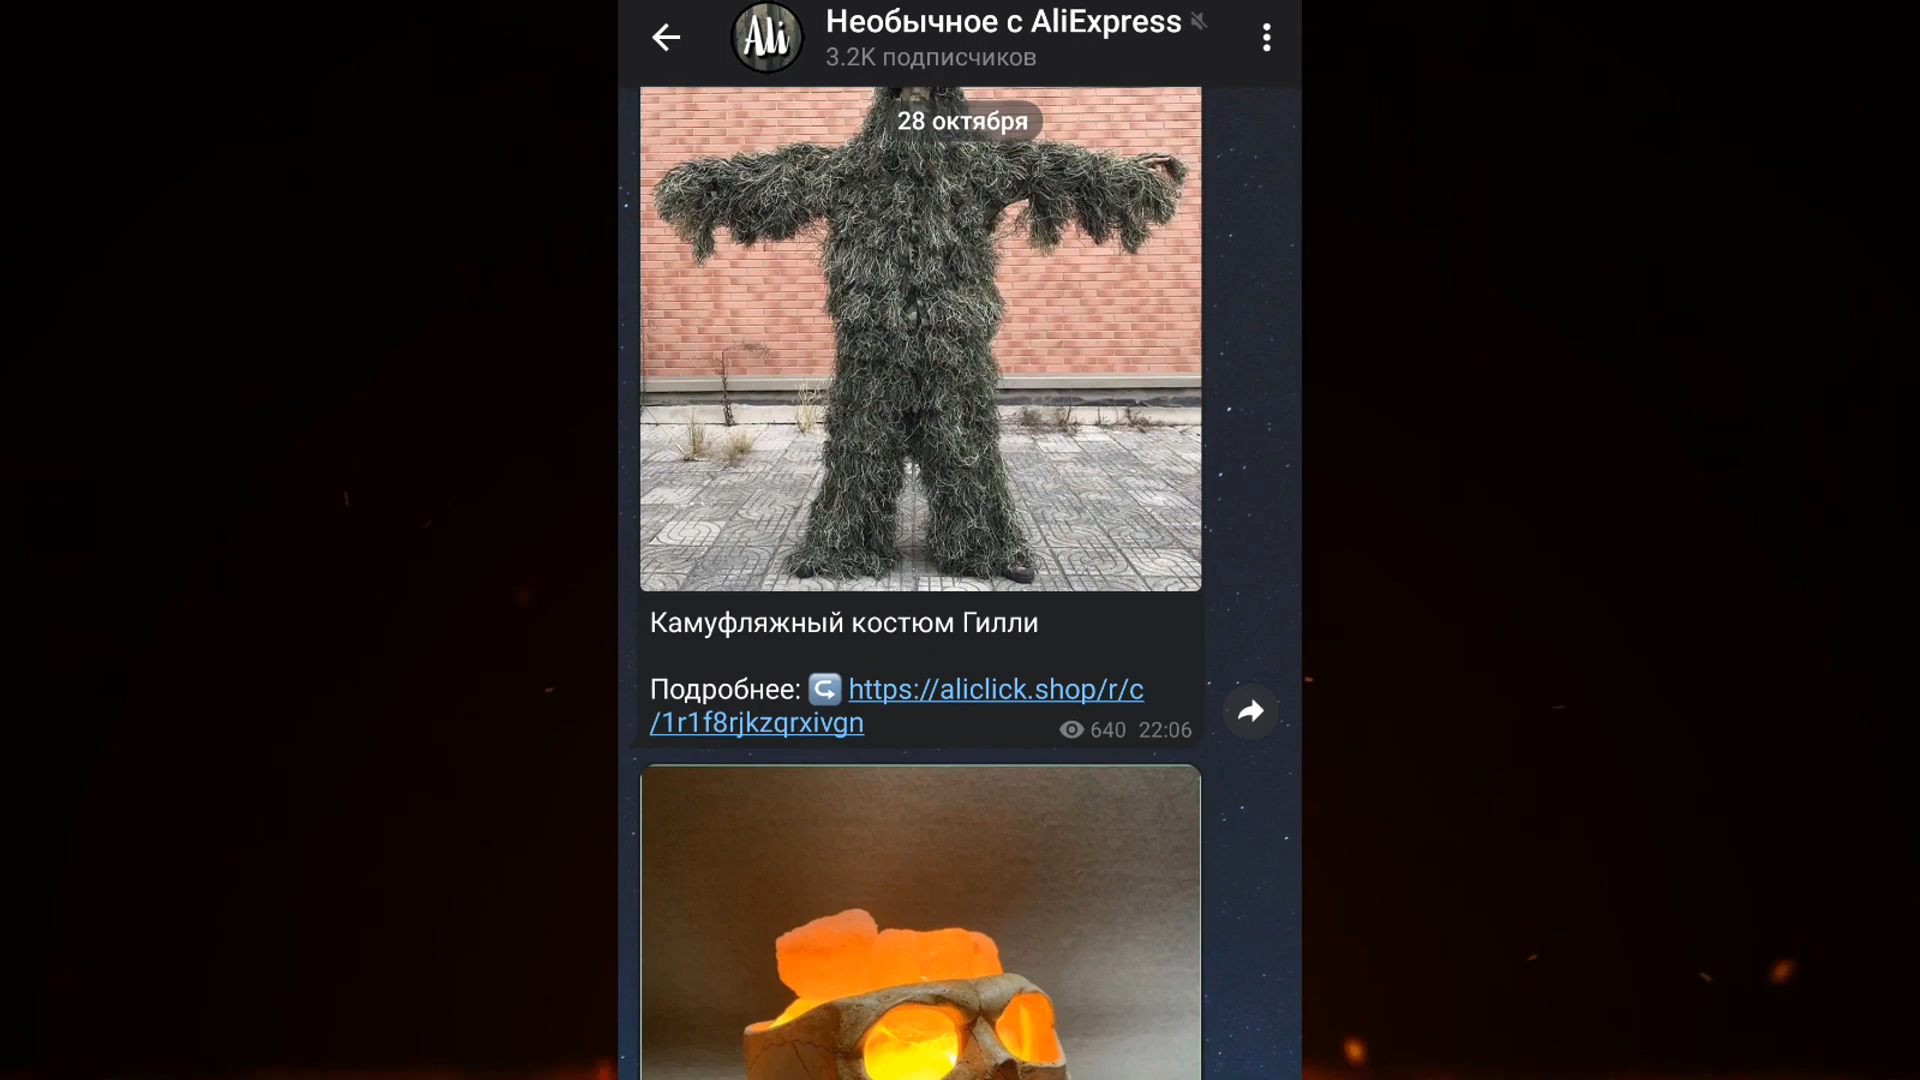 Ali
Необычное с AliExpress
3.2K подписчиков
28 октября
Камуфляжный костюм Гилли
Подробнее: https://aliclick.shop/r/c
/1r1f8rjkzqrxivgn
640 22:06